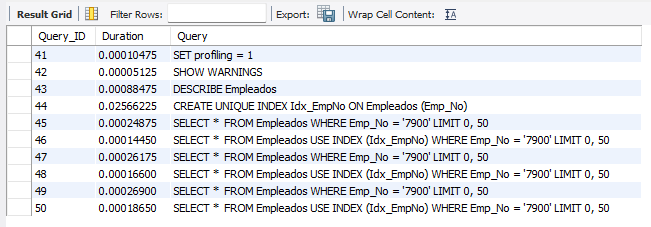 Result Grid Filter Rows: Export: Wrap Cell Content: IA
Query_ID Duration Query
41 0.00010475 SET profiling = 1
42 0.00005125 SHOW WARNINGS
43 0.00088475 DESCRIBE Empleados
44 0.02566225 CREATE UNIQUE INDEX Idx_EmpNo ON Empleados (Emp_No)
45 0.00024875 SELECT * FROM Empleados WHERE Emp_No = '7900' LIMIT 0, 50
46 0.00014450 SELECT * FROM Empleados USE INDEX (Idx_EmpNo) WHERE Emp_No = '7900' LIMIT 0, 50
47 0.00026175 SELECT * FROM Empleados WHERE Emp_No = '7900' LIMIT 0, 50
48 0.00016600 SELECT * FROM Empleados USE INDEX (Idx_EmpNo) WHERE Emp_No = '7900' LIMIT 0, 50
49 0.00026900 SELECT * FROM Empleados WHERE Emp_No = '7900' LIMIT 0, 50
50 0.00018650 SELECT * FROM Empleados USE INDEX (Idx_EmpNo) WHERE Emp_No = '7900' LIMIT 0, 50